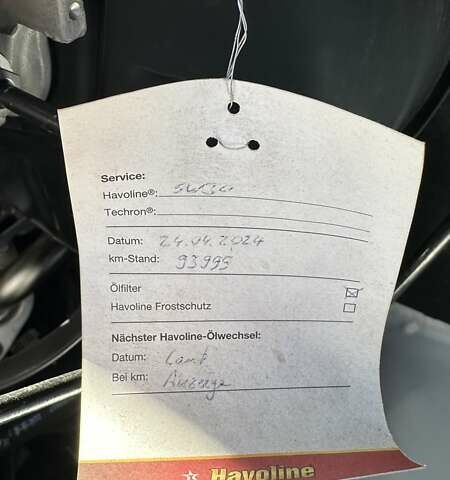 Service:
Havoline®: 5W30
Techron®:
Datum: 24.04.2024
km-Stand: 93995
Ölfilter
Havoline Frostschutz
Nächster Havoline-Ölwechsel:
Datum: Laut
Bei km: Anzeige
Havoline